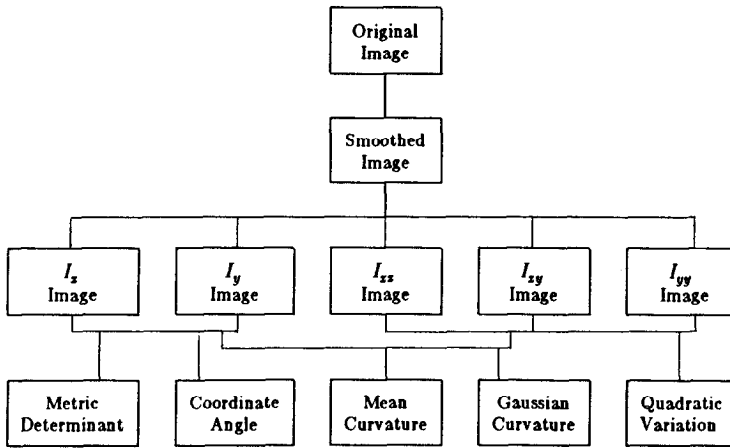 Original
Image
Smoothed
Image
I_x
Image
I_y
Image
I_xx
Image
I_xy
Image
I_yy
Image
Metric
Determinant
Coordinate
Angle
Mean
Curvature
Gaussian
Curvature
Quadratic
Variation